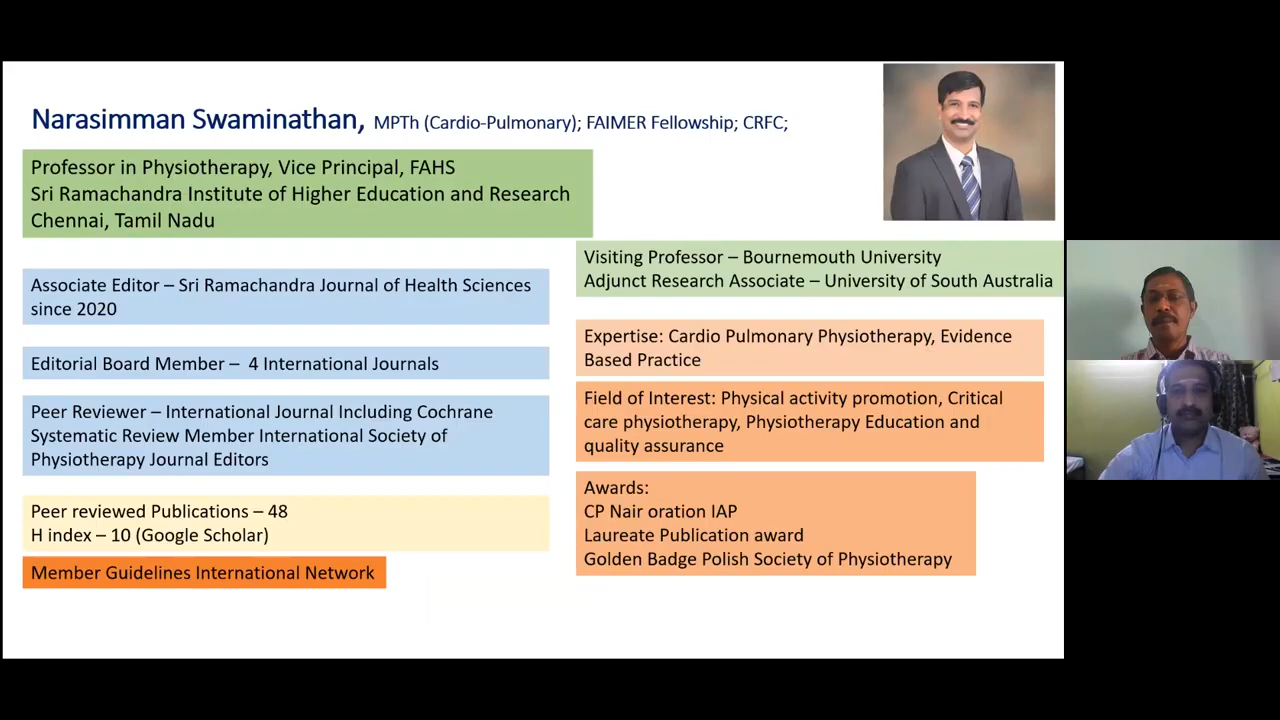 Narasimman Swaminathan, MPTh (Cardio-Pulmonary); FAIMER Fellowship; CRFC;
Professor in Physiotherapy, Vice Principal, FAHS
Sri Ramachandra Institute of Higher Education and Research
Chennai, Tamil Nadu
Associate Editor – Sri Ramachandra Journal of Health Sciences
since 2020
Editorial Board Member – 4 International Journals
Peer Reviewer – International Journal Including Cochrane
Systematic Review Member International Society of
Physiotherapy Journal Editors
Peer reviewed Publications – 48
H index – 10 (Google Scholar)
Member Guidelines International Network
Visiting Professor – Bournemouth University
Adjunct Research Associate – University of South Australia
Expertise: Cardio Pulmonary Physiotherapy, Evidence
Based Practice
Field of Interest: Physical activity promotion, Critical
care physiotherapy, Physiotherapy Education and
quality assurance
Awards:
CP Nair oration IAP
Laureate Publication award
Golden Badge Polish Society of Physiotherapy